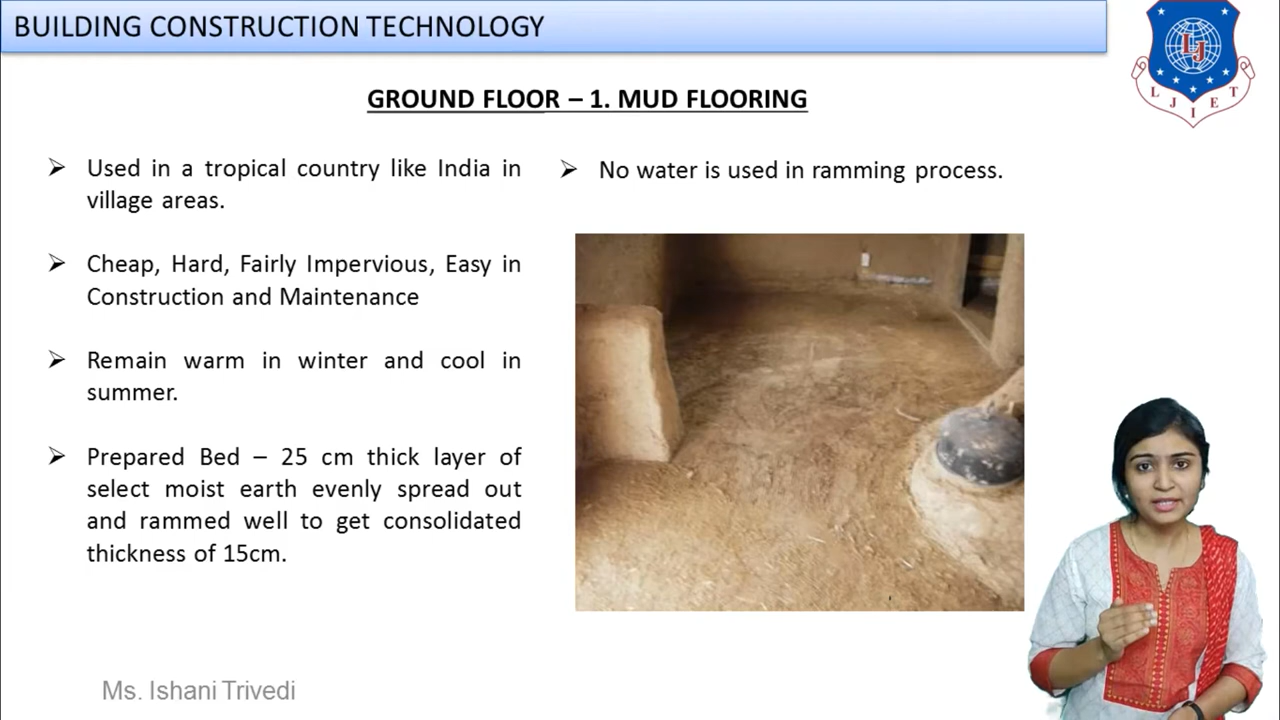 BUILDING CONSTRUCTION TECHNOLOGY
LJ
L J I E T
GROUND FLOOR – 1. MUD FLOORING
➢ Used in a tropical country like India in
village areas.
➢ Cheap, Hard, Fairly Impervious, Easy in
Construction and Maintenance
➢ Remain warm in winter and cool in
summer.
➢ Prepared Bed – 25 cm thick layer of
select moist earth evenly spread out
and rammed well to get consolidated
thickness of 15cm.
➢ No water is used in ramming process.
Ms. Ishani Trivedi